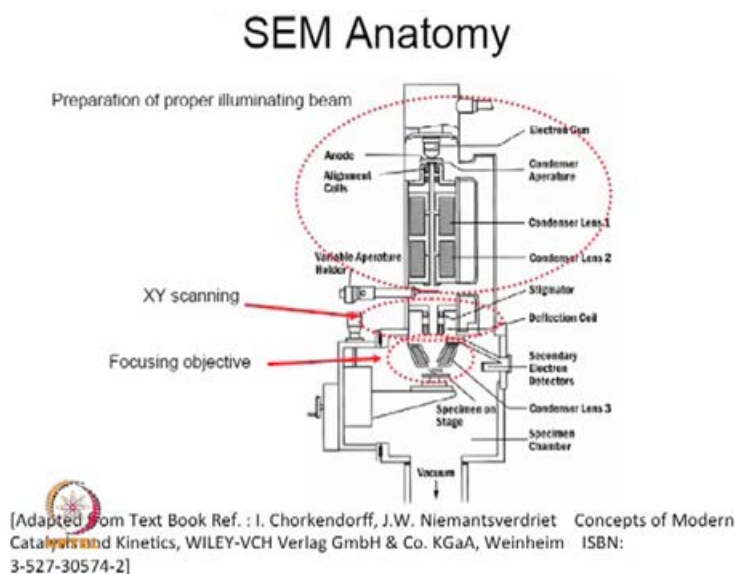 SEM Anatomy
Preparation of proper illuminating beam
Electron Gun
Anode
Condenser
Aperature
Alignment
Coils
Condenser Lens 1
Condenser Lens 2
Variable Aperature
Holder
XY scanning
Stigmator
Deflection Coil
Focusing objective
Secondary
Electron
Detectors
Condenser Lens 3
Specimen on
Stage
Specimen
Chamber
Vacuum
[Adapted from Text Book Ref. : I. Chorkendorff, J.W. Niemantsverdriet Concepts of Modern
Catalysis and Kinetics, WILEY-VCH Verlag GmbH & Co. KGaA, Weinheim ISBN:
3-527-30574-2]
NPTEL